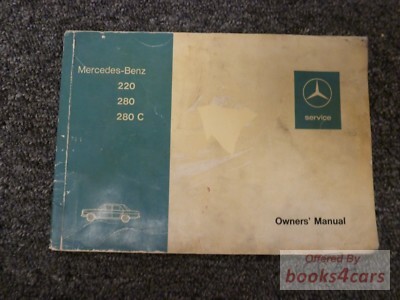 Mercedes-Benz
220
280
280 C
service
Owners' Manual
Offered By
books4cars